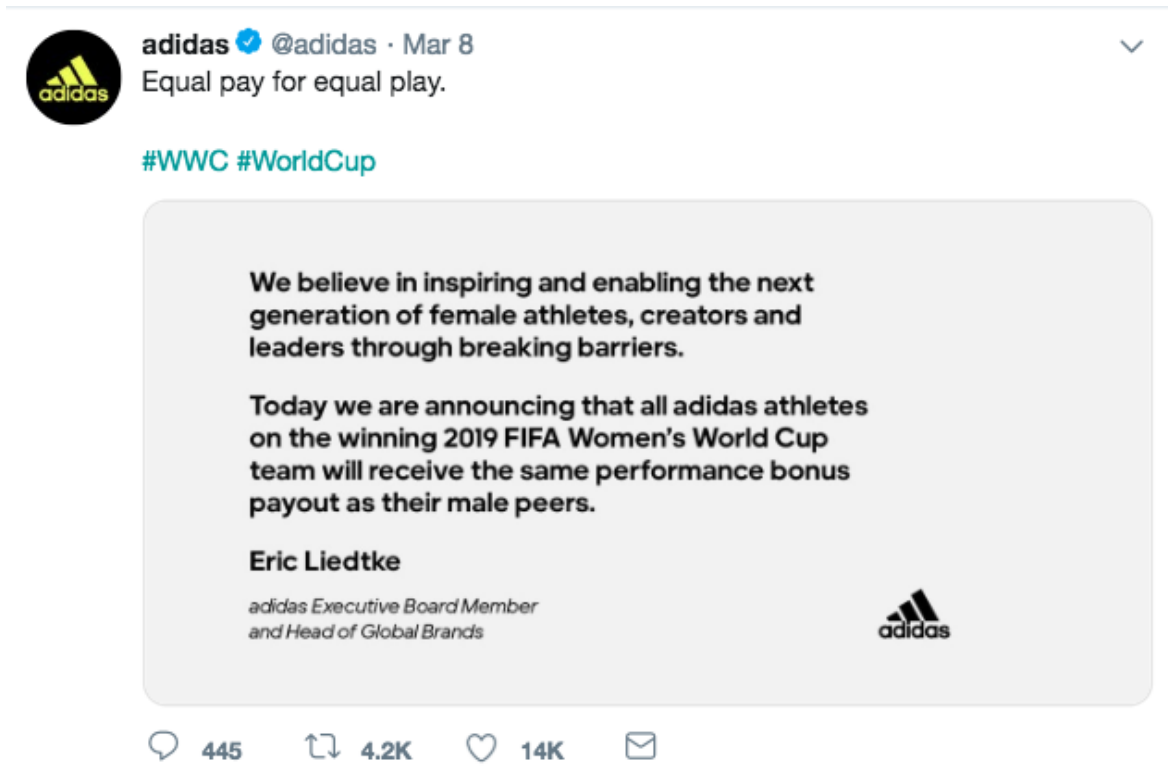 adidas @adidas · Mar 8
Equal pay for equal play.
#WWC #WorldCup
adidas
We believe in inspiring and enabling the next
generation of female athletes, creators and
leaders through breaking barriers.
Today we are announcing that all adidas athletes
on the winning 2019 FIFA Women's World Cup
team will receive the same performance bonus
payout as their male peers.
Eric Liedtke
adidas Executive Board Member
and Head of Global Brands
adidas
445 4.2K 14K